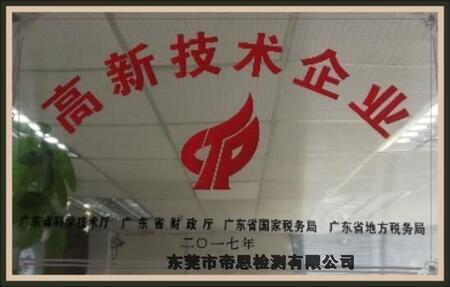 高新技术企业
广东省科学技术厅 广东省财政厅 广东省国家税务局 广东省地方税务局
二〇一七年
东莞市帝恩检测有限公司